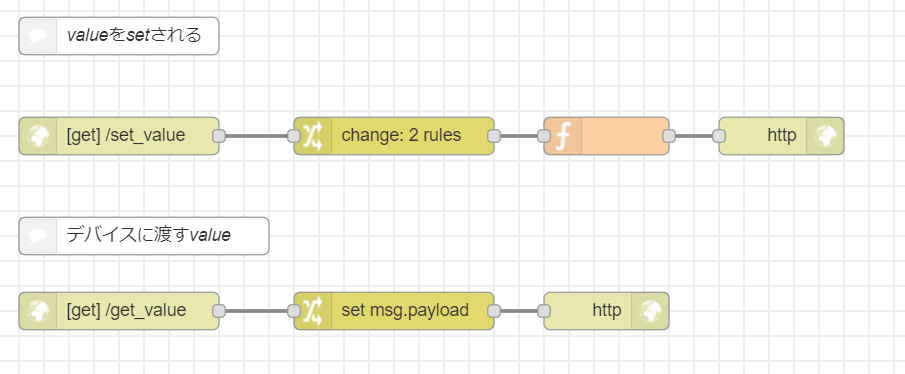 valueをsetされる
[get] /set_value
change: 2 rules
f
http
デバイスに渡すvalue
[get] /get_value
set msg.payload
http